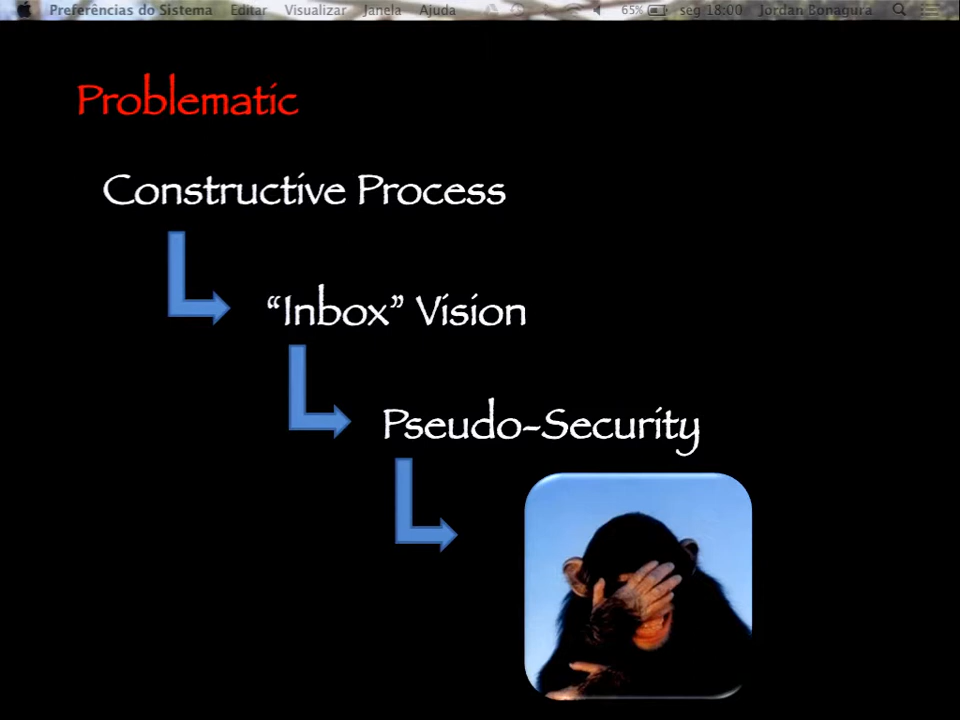 Preferências do Sistema Editar Visualizar Janela Ajuda 65% seg 18:00 Jordan Bonagura
Problematic
Constructive Process
“Inbox” Vision
Pseudo-Security